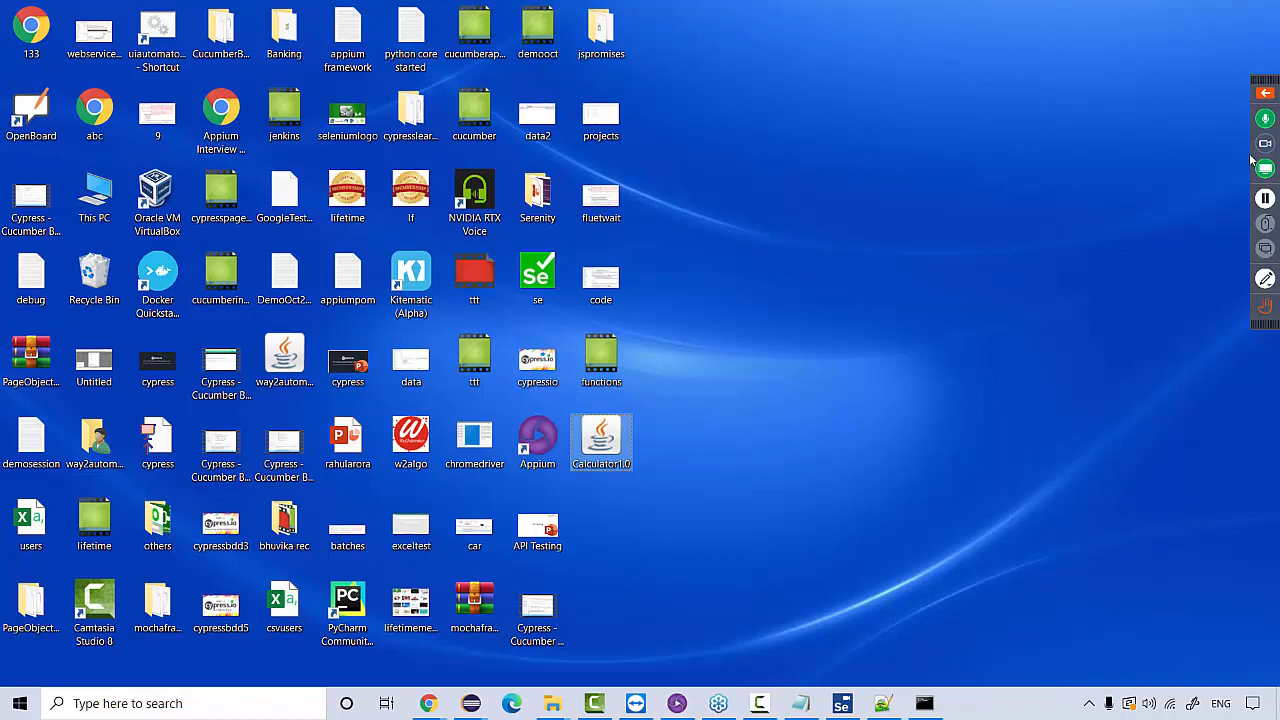 133
webservice...
uiautomato...
- Shortcut
CucumberB...
Banking
appium
framework
python core
started
cucumberap...
demooct
jspromises
OpenBoard
abc
9
Appium
Interview ...
jenkins
seleniumlogo
cypresslear...
cucumber
data2
projects
Cypress -
Cucumber B...
This PC
Oracle VM
VirtualBox
cypresspage...
GoogleTest...
lifetime
lf
NVIDIA RTX
Voice
Serenity
fluetwait
debug
Recycle Bin
Docker
Quicksta...
cucumberin...
DemoOct2...
appiumpom
Kitematic
(Alpha)
ttt
se
code
PageObject...
Untitled
cypress
Cypress -
Cucumber B...
way2autom...
cypress
data
ttt
cypressio
functions
demosession
way2autom...
cypress
Cypress -
Cucumber B...
Cypress -
Cucumber B...
rahularora
w2algo
chromedriver
Appium
Calculator1.0
users
lifetime
others
cypressbdd3
bhuvika rec
batches
exceltest
car
API Testing
PageObject...
Camtasia
Studio 8
mochafra...
cypressbdd5
csvusers
PyCharm
Communit...
lifetimeme...
mochafra...
Cypress -
Cucumber ...
Type here to search
Se
ENG